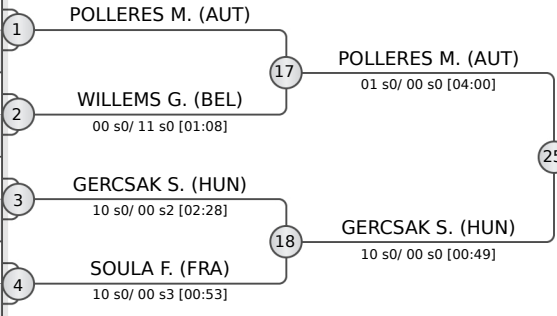 1
POLLERES M. (AUT)
17
POLLERES M. (AUT)
01 s0/ 00 s0 [04:00]
2
WILLEMS G. (BEL)
00 s0/ 11 s0 [01:08]
25
3
GERCSAK S. (HUN)
10 s0/ 00 s2 [02:28]
18
GERCSAK S. (HUN)
10 s0/ 00 s0 [00:49]
4
SOULA F. (FRA)
10 s0/ 00 s3 [00:53]